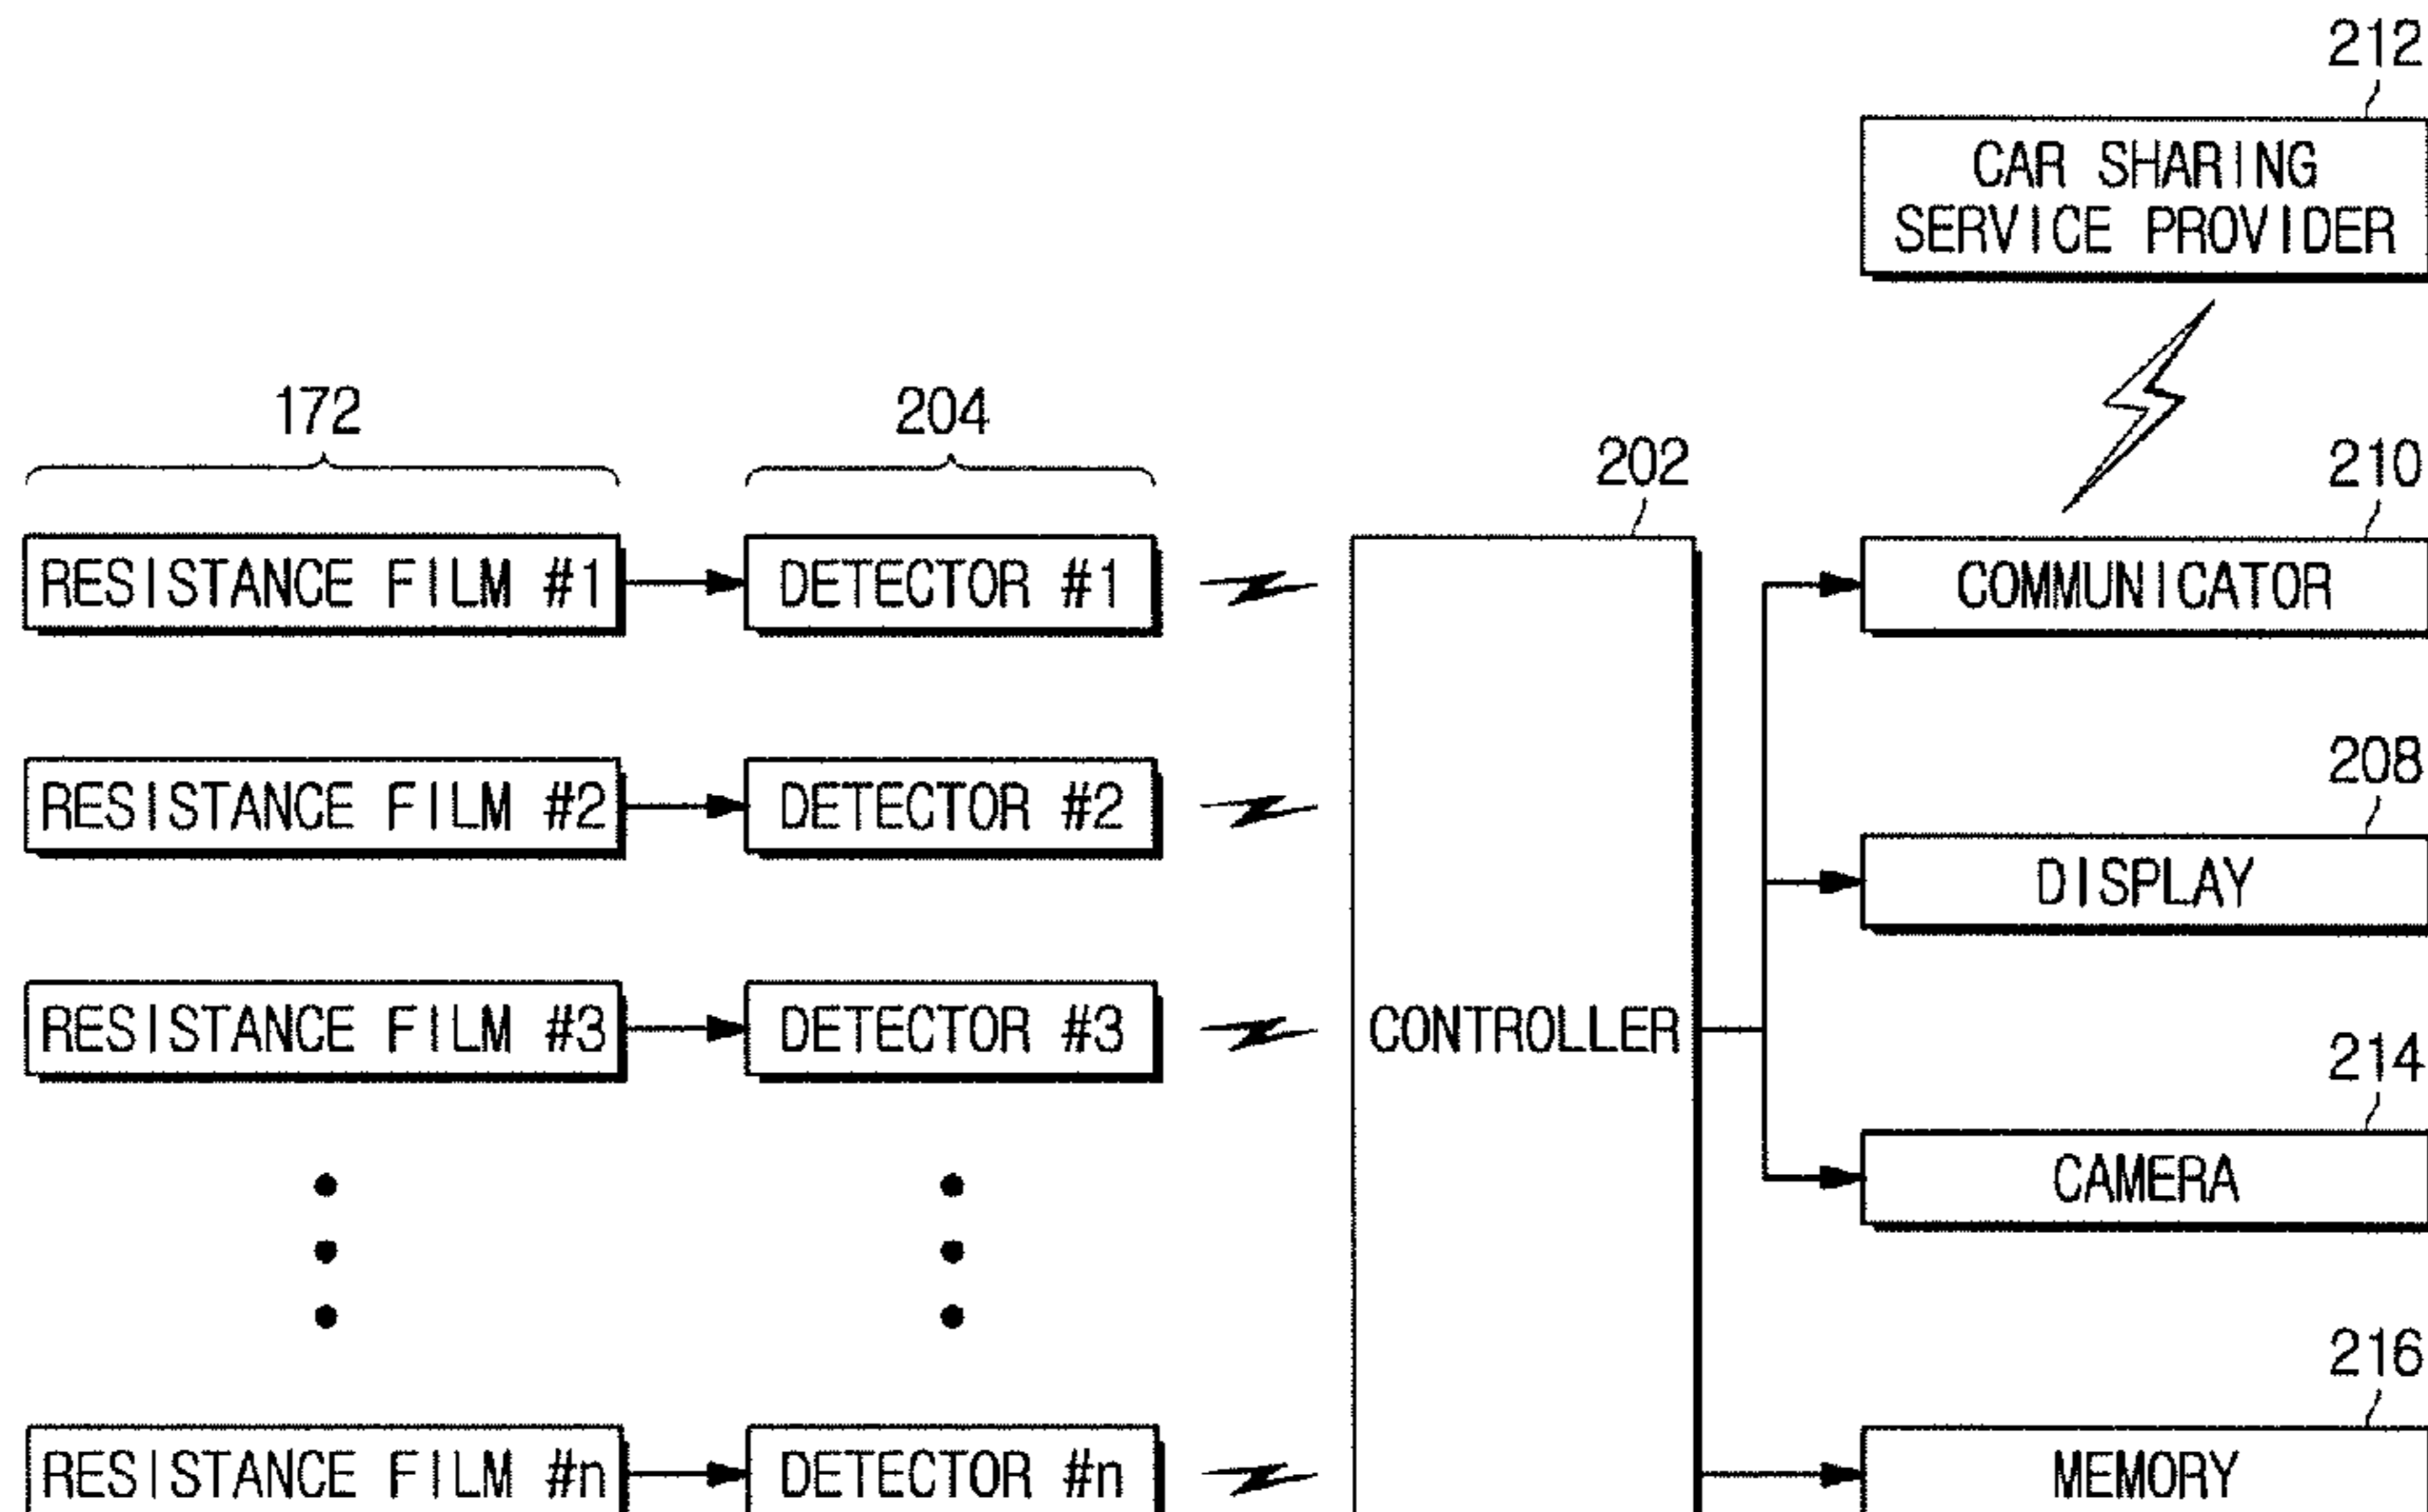 212
CAR SHARING
SERVICE PROVIDER
172
204
202
210
RESISTANCE FILM #1
DETECTOR #1
COMMUNICATOR
208
RESISTANCE FILM #2
DETECTOR #2
DISPLAY
RESISTANCE FILM #3
DETECTOR #3
CONTROLLER
214
CAMERA
216
RESISTANCE FILM #n
DETECTOR #n
MEMORY